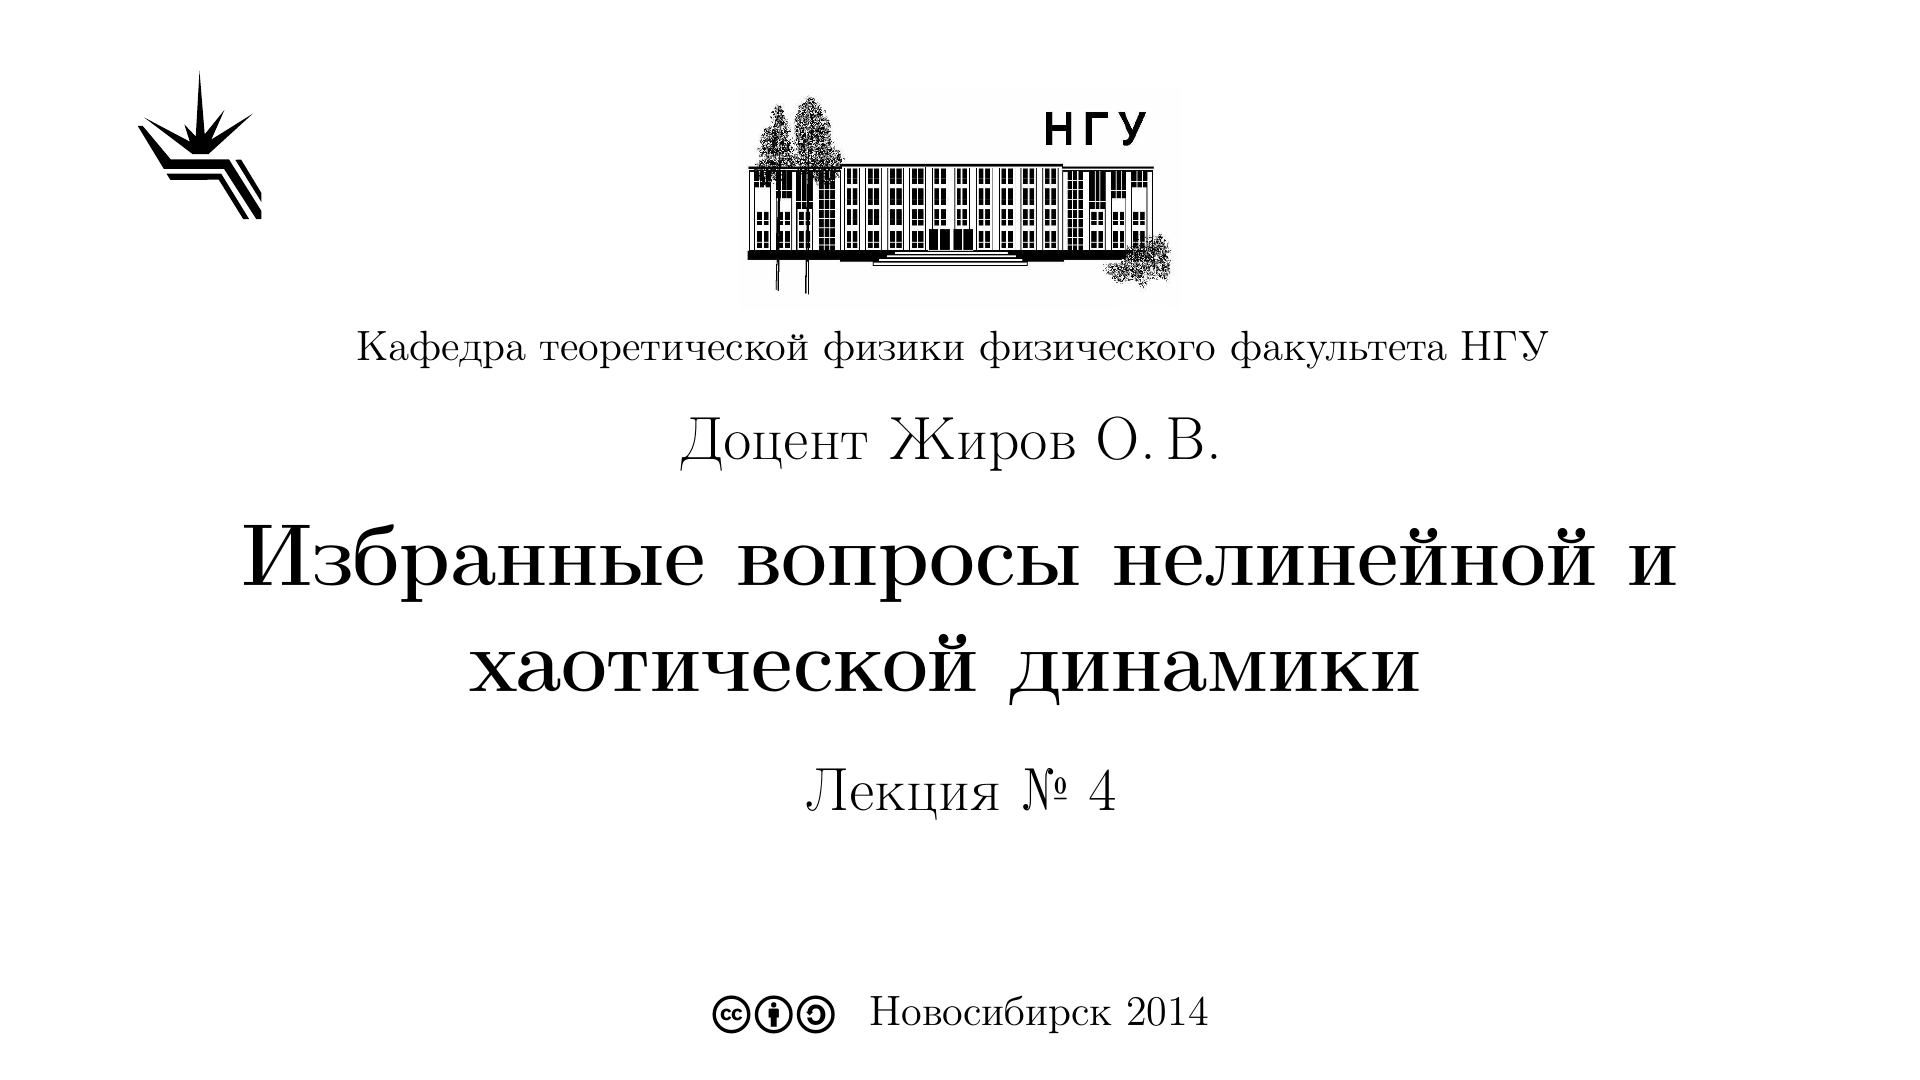 НГУ
Кафедра теоретической физики физического факультета НГУ
Доцент Жиров О. В.
Избранные вопросы нелинейной и
хаотической динамики
Лекция № 4
cc Новосибирск 2014